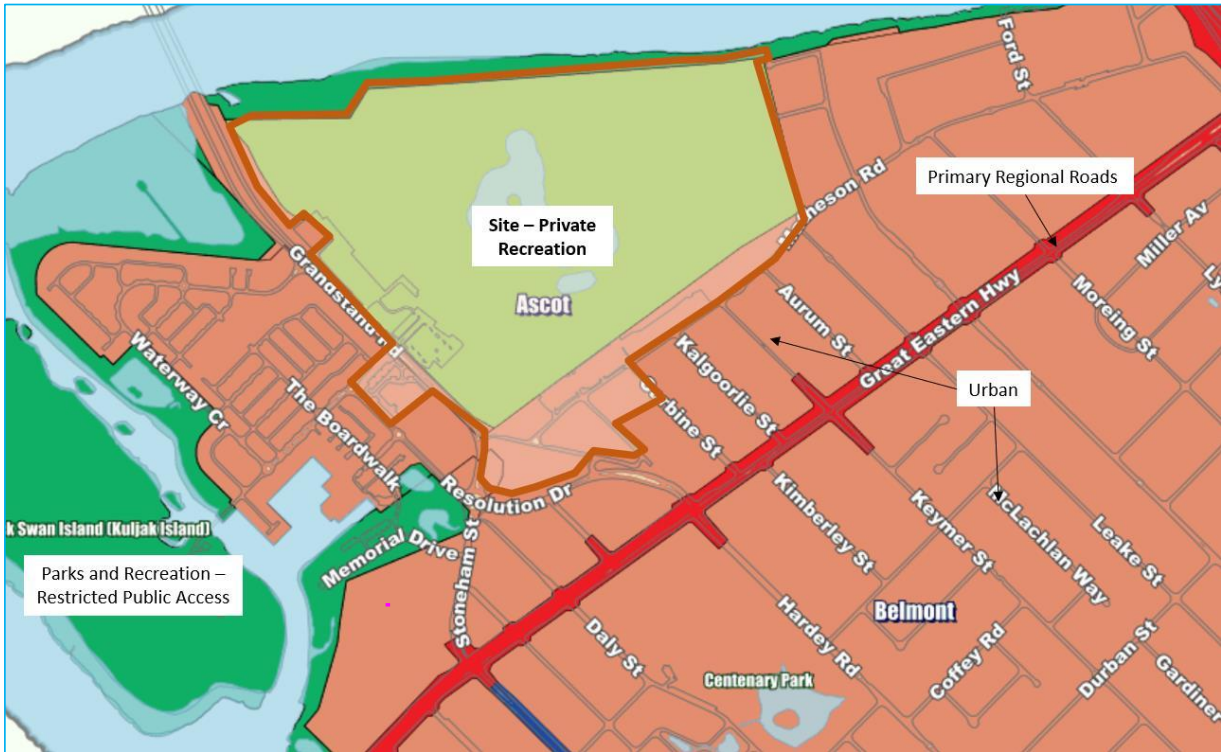 Ford St
Primary Regional Roads
Matheson Rd
Miller Av
Ly
Site – Private
Recreation
Ascot
Grandstand Rd
Moreing St
Aurum St
Great Eastern Hwy
Waterway Cr
Kalgoorlie St
Urban
The Boardwalk
Carbine St
Resolution Dr
k Swan Island (Kuljak Island)
Memorial Drive
Parks and Recreation –
Restricted Public Access
Stoneham St
Kimberley St
Keymer St
McLachlan Way
Leake St
Belmont
Daly St
Hardey Rd
Coffey Rd
Durban St
Gardiner
Centenary Park